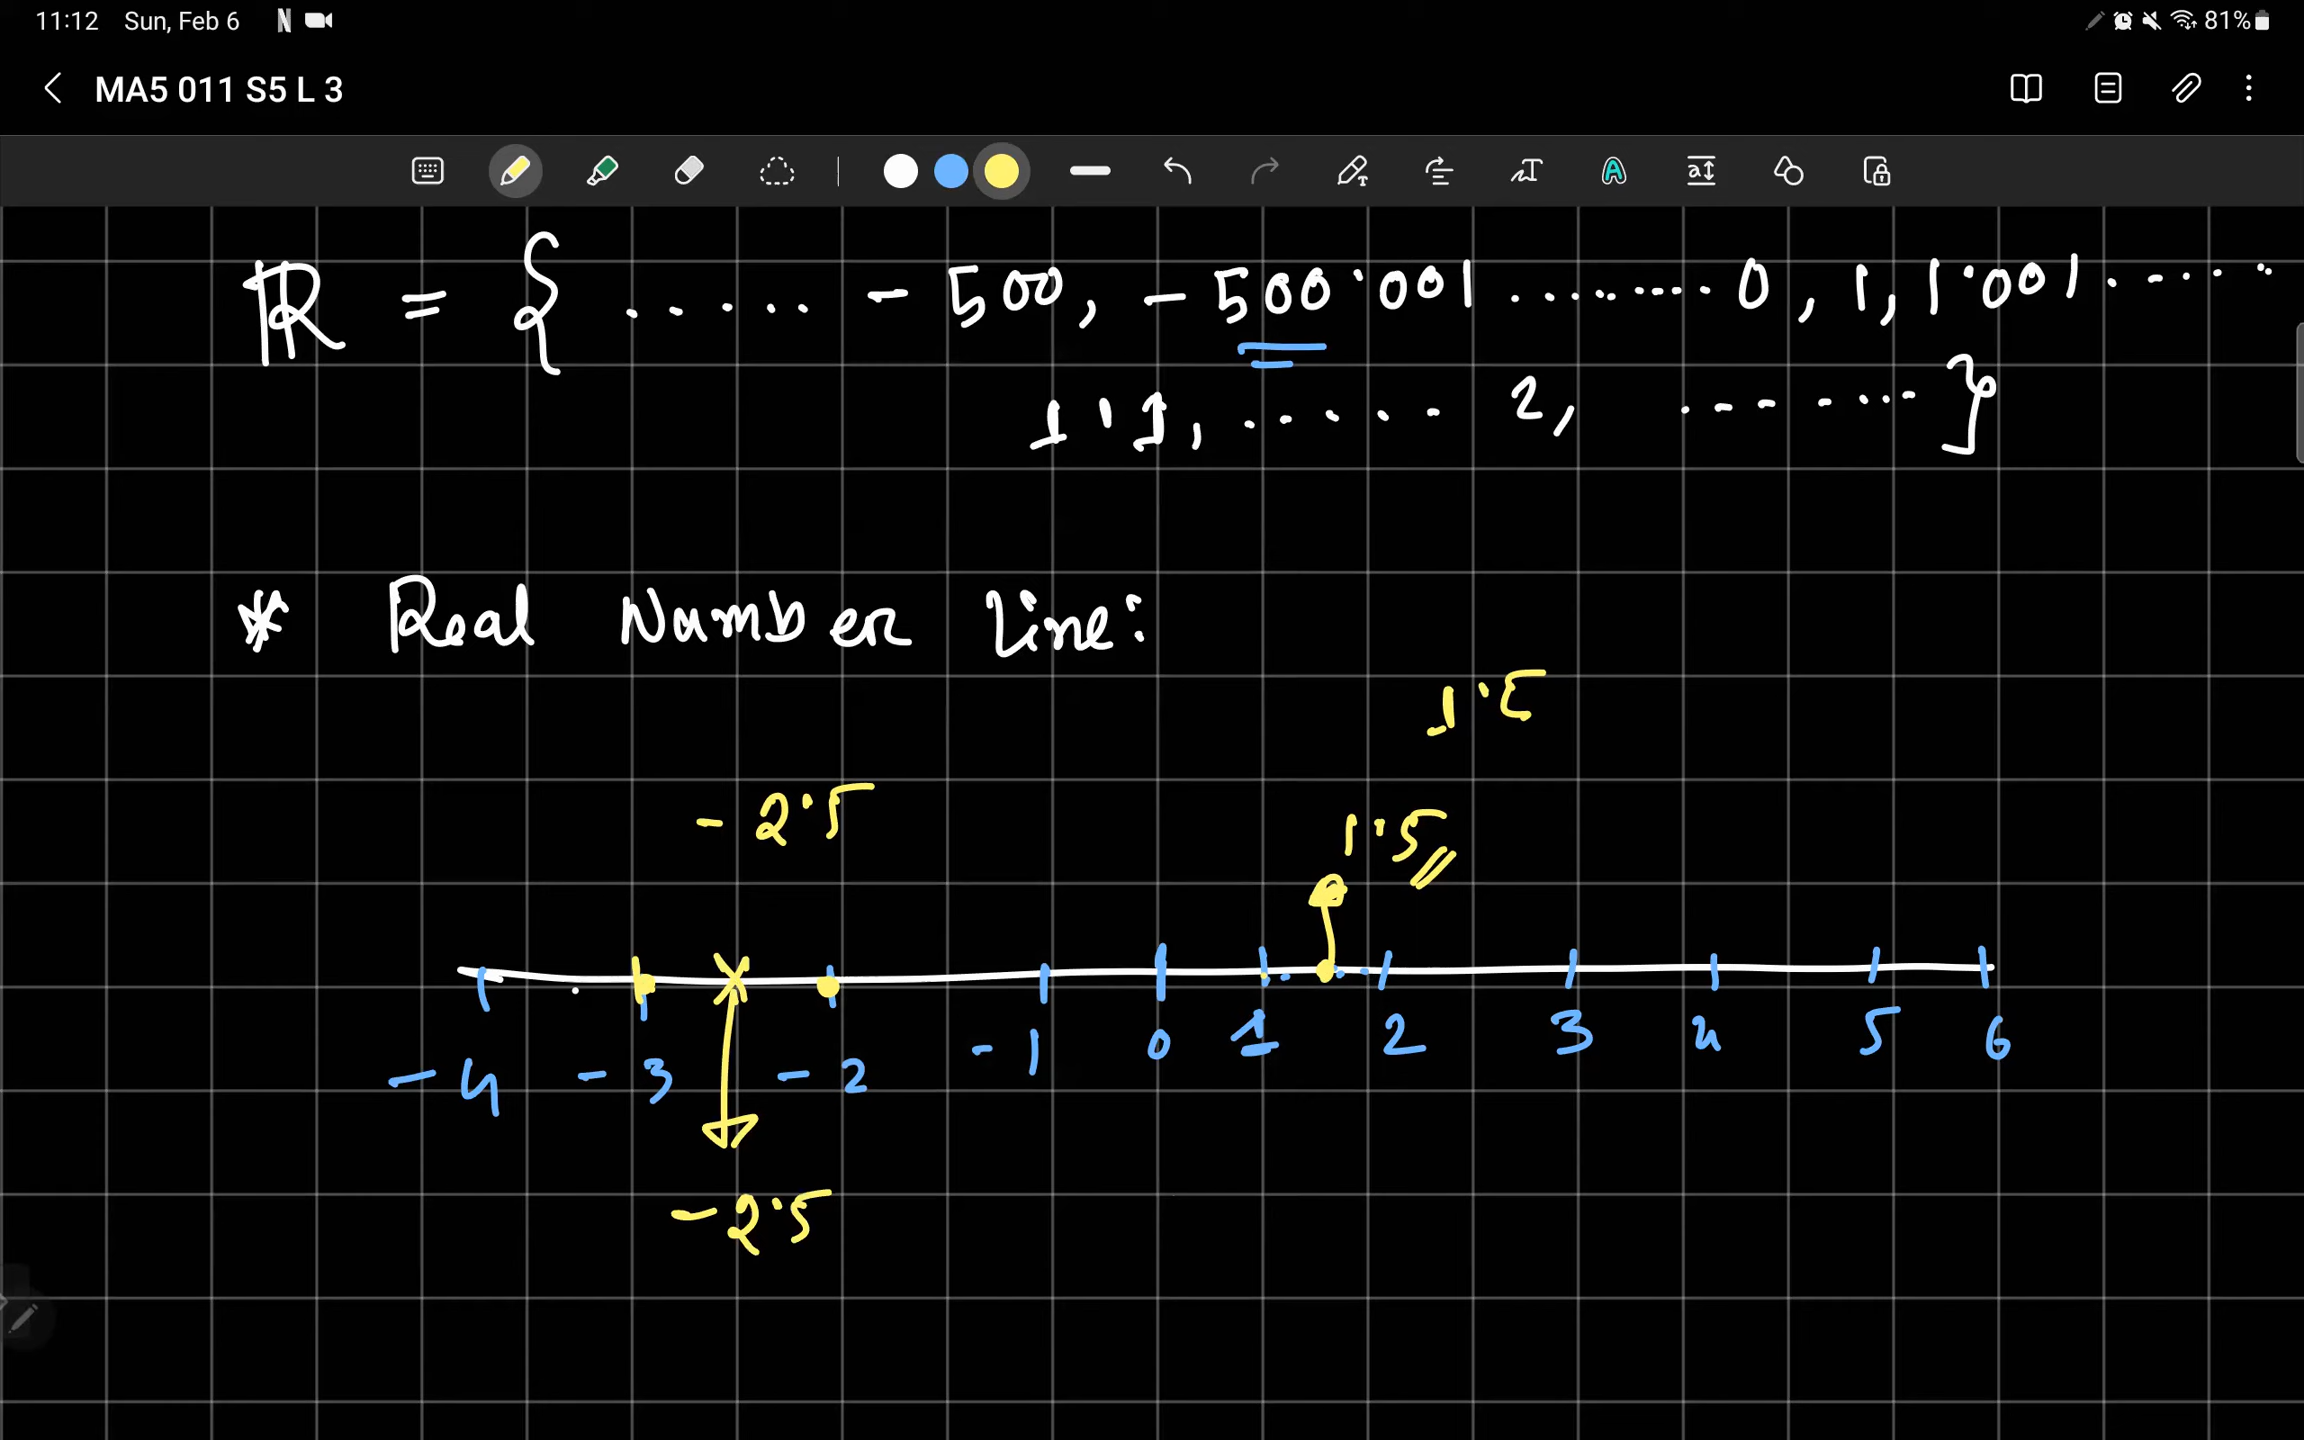 11:12 Sun, Feb 6 N 81%
MA5 011 S5 L 3
ℝ = { ..... - 500, - 500·001 ........ 0, 1, 1·001 ......
1·1, ..... 2, ....... }
* Real Number Line:
1·5
- 2·5
1·5
-4 -3 -2 -1 0 1 2 3 4 5 6
-2·5